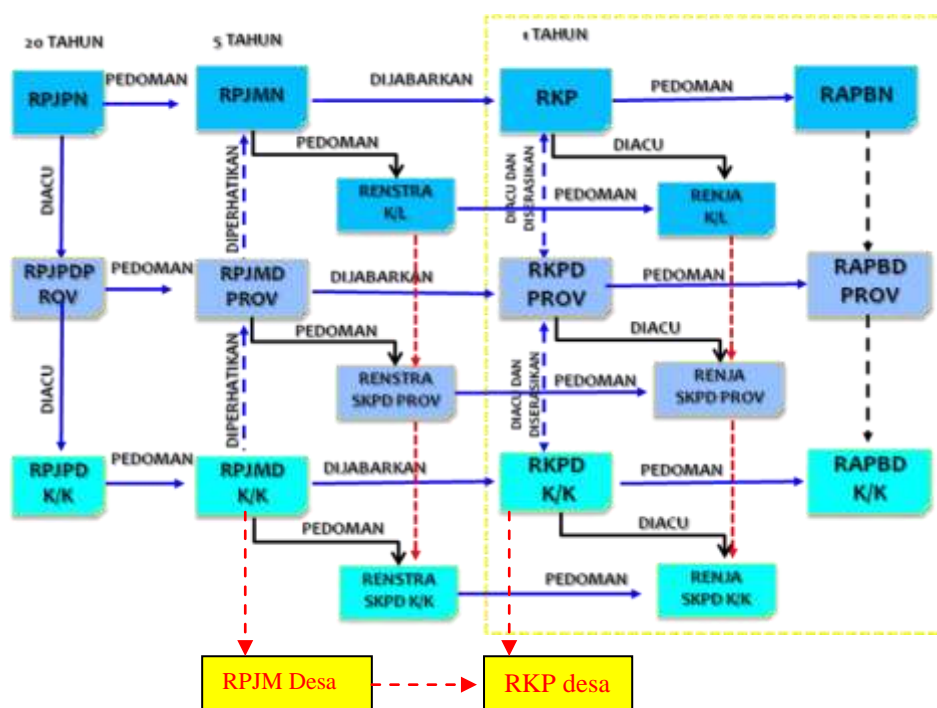 20 TAHUN
5 TAHUN
1 TAHUN
RPJPN
PEDOMAN
RPJMN
DIJABARKAN
RKP
PEDOMAN
RAPBN
DIACU
DIPERHATIKAN
PEDOMAN
RENSTRA
K/L
PEDOMAN
DIACU DAN
DISERASIKAN
DIACU
RENJA
K/L
RPJPDP
ROV
PEDOMAN
RPJMD
PROV
DIJABARKAN
RKPD
PROV
PEDOMAN
RAPBD
PROV
DIACU
DIPERHATIKAN
PEDOMAN
RENSTRA
SKPD PROV
PEDOMAN
DIACU DAN
DISERASIKAN
DIACU
RENJA
SKPD PROV
RPJPD
K/K
PEDOMAN
RPJMD
K/K
DIJABARKAN
RKPD
K/K
PEDOMAN
RAPBD
K/K
PEDOMAN
RENSTRA
SKPD K/K
PEDOMAN
DIACU
RENJA
SKPD K/K
RPJM Desa
RKP desa